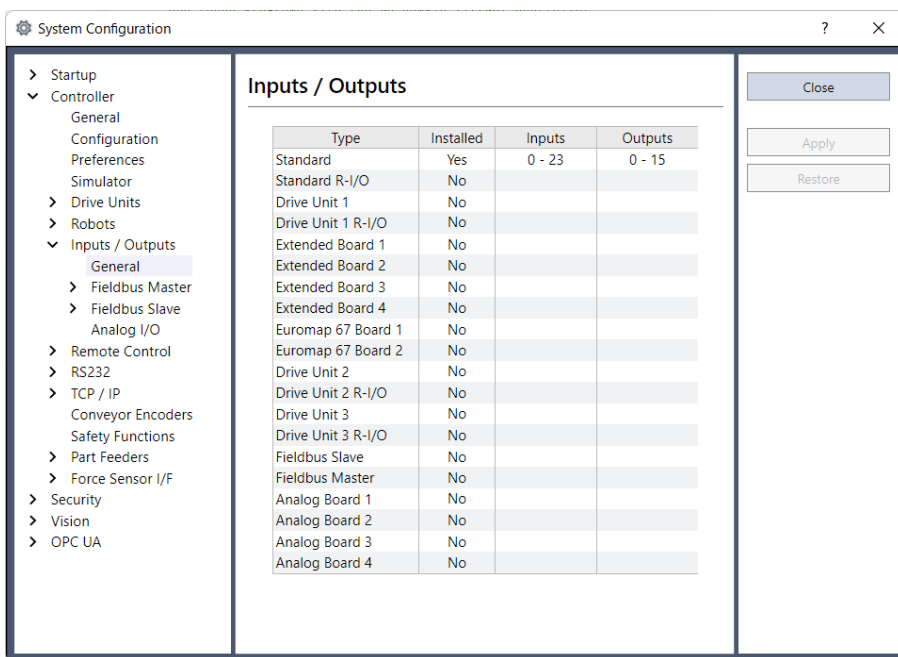 System Configuration
?
Startup
Controller
General
Configuration
Preferences
Simulator
Drive Units
Robots
Inputs / Outputs
General
Fieldbus Master
Fieldbus Slave
Analog I/O
Remote Control
RS232
TCP / IP
Conveyor Encoders
Safety Functions
Part Feeders
Force Sensor I/F
Security
Vision
OPC UA
Inputs / Outputs
Type Installed Inputs Outputs
Standard Yes 0 - 23 0 - 15
Standard R-I/O No
Drive Unit 1 No
Drive Unit 1 R-I/O No
Extended Board 1 No
Extended Board 2 No
Extended Board 3 No
Extended Board 4 No
Euromap 67 Board 1 No
Euromap 67 Board 2 No
Drive Unit 2 No
Drive Unit 2 R-I/O No
Drive Unit 3 No
Drive Unit 3 R-I/O No
Fieldbus Slave No
Fieldbus Master No
Analog Board 1 No
Analog Board 2 No
Analog Board 3 No
Analog Board 4 No
Close
Apply
Restore